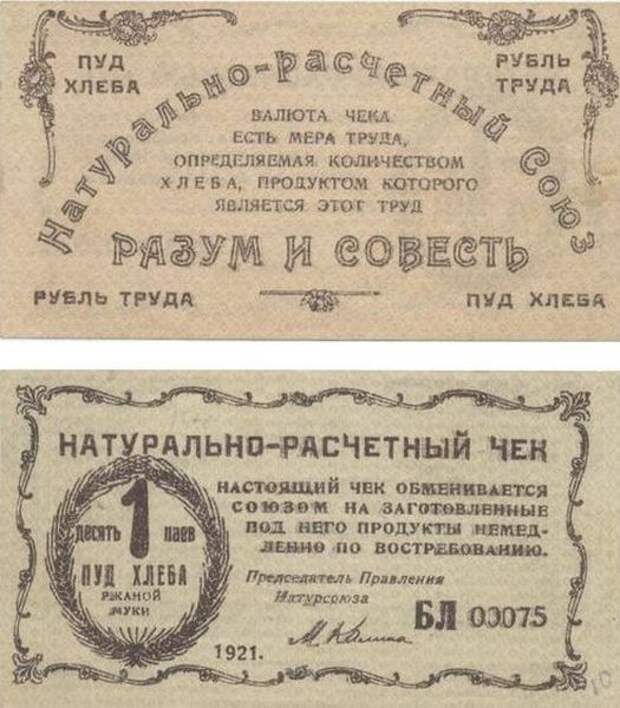 ПУД
ХЛЕБА
РУБЛЬ
ТРУДА
Натурально-расчетный Союз
ВАЛЮТА ЧЕКА
ЕСТЬ МЕРА ТРУДА,
ОПРЕДЕЛЯЕМАЯ КОЛИЧЕСТВОМ
ХЛЕБА, ПРОДУКТОМ КОТОРОГО
ЯВЛЯЕТСЯ ЭТОТ ТРУД
РАЗУМ И СОВЕСТЬ
РУБЛЬ ТРУДА
ПУД ХЛЕБА
НАТУРАЛЬНО-РАСЧЕТНЫЙ ЧЕК
1
десять паев
ПУД ХЛЕБА
РЖАНОЙ
МУКИ
НАСТОЯЩИЙ ЧЕК ОБМЕНИВАЕТСЯ
СОЮЗОМ НА ЗАГОТОВЛЕННЫЕ
ПОД НЕГО ПРОДУКТЫ НЕМЕД-
ЛЕННО ПО ВОСТРЕБОВАНИЮ.
Председатель Правления
Натурсоюза
БЛ 00075
1921.
10